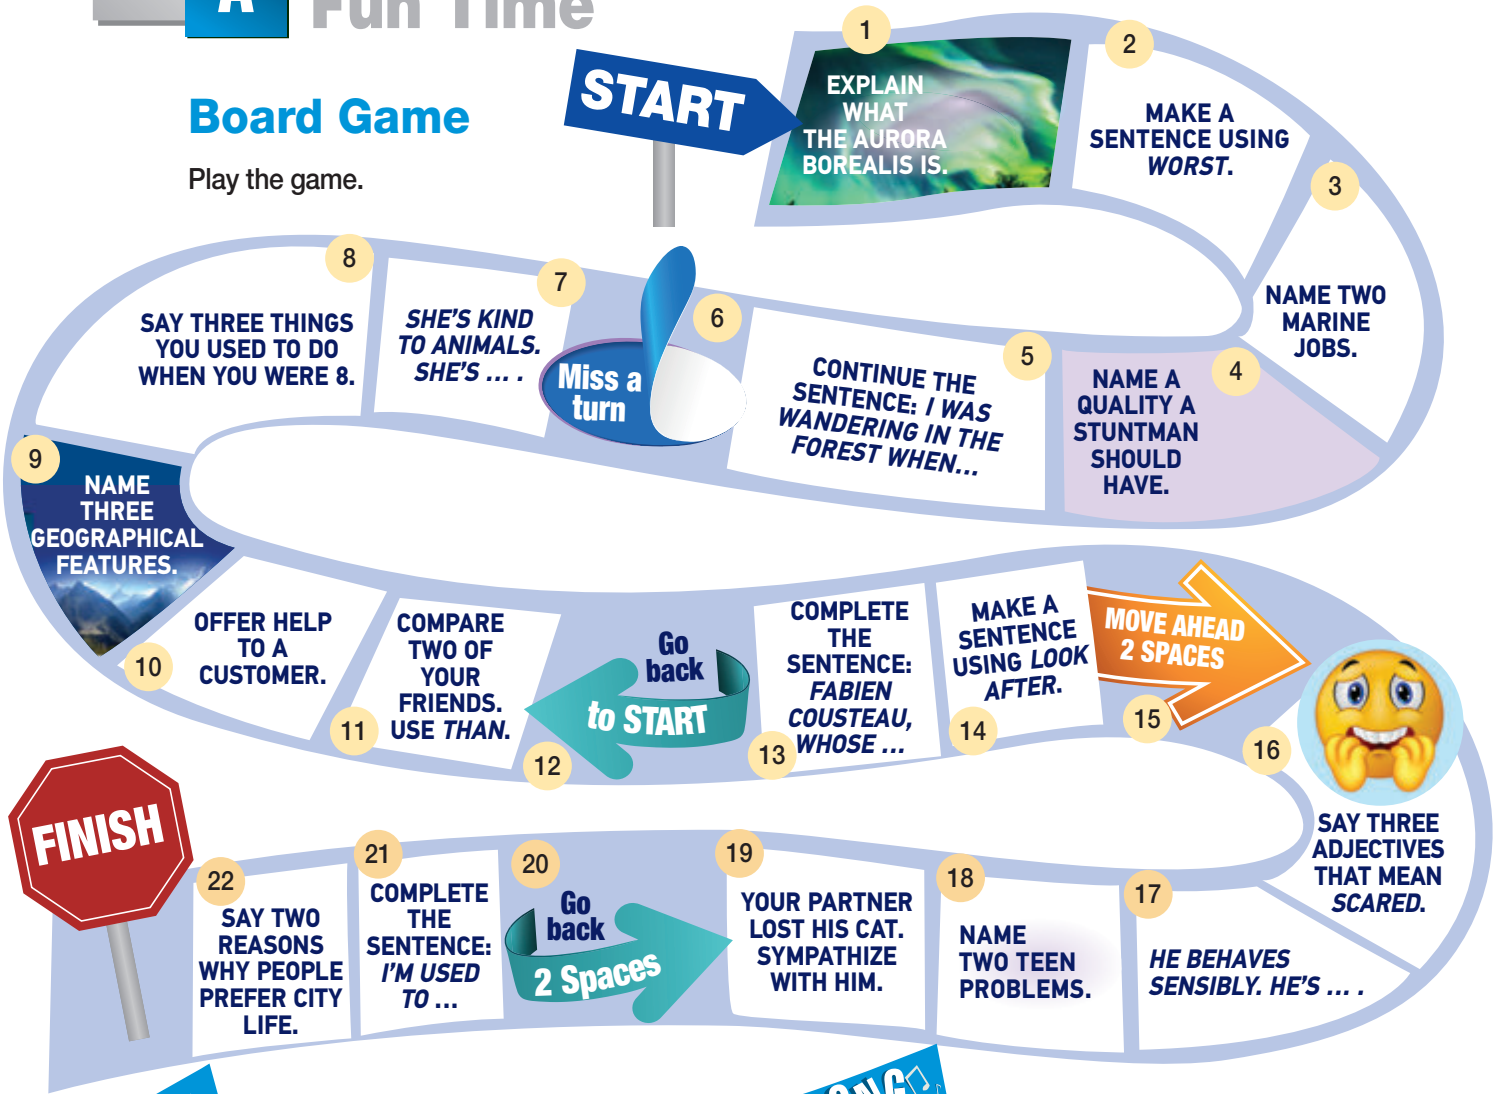 A
Fun Time
Board Game
Play the game.
START
1
EXPLAIN
WHAT
THE AURORA
BOREALIS IS.
2
MAKE A
SENTENCE USING
WORST.
3
NAME TWO
MARINE
JOBS.
4
NAME A
QUALITY A
STUNTMAN
SHOULD
HAVE.
5
CONTINUE THE
SENTENCE: I WAS
WANDERING IN THE
FOREST WHEN...
6
Miss a
turn
7
SHE'S KIND
TO ANIMALS.
SHE'S ... .
8
SAY THREE THINGS
YOU USED TO DO
WHEN YOU WERE 8.
9
NAME
THREE
GEOGRAPHICAL
FEATURES.
10
OFFER HELP
TO A
CUSTOMER.
11
COMPARE
TWO OF
YOUR
FRIENDS.
USE THAN.
12
Go
back
to START
13
COMPLETE
THE
SENTENCE:
FABIEN
COUSTEAU,
WHOSE ...
14
MAKE A
SENTENCE
USING LOOK
AFTER.
15
MOVE AHEAD
2 SPACES
16
SAY THREE
ADJECTIVES
THAT MEAN
SCARED.
17
HE BEHAVES
SENSIBLY. HE'S ... .
18
NAME
TWO TEEN
PROBLEMS.
19
YOUR PARTNER
LOST HIS CAT.
SYMPATHIZE
WITH HIM.
20
Go
back
2 Spaces
21
COMPLETE
THE
SENTENCE:
I'M USED
TO ...
22
SAY TWO
REASONS
WHY PEOPLE
PREFER CITY
LIFE.
FINISH